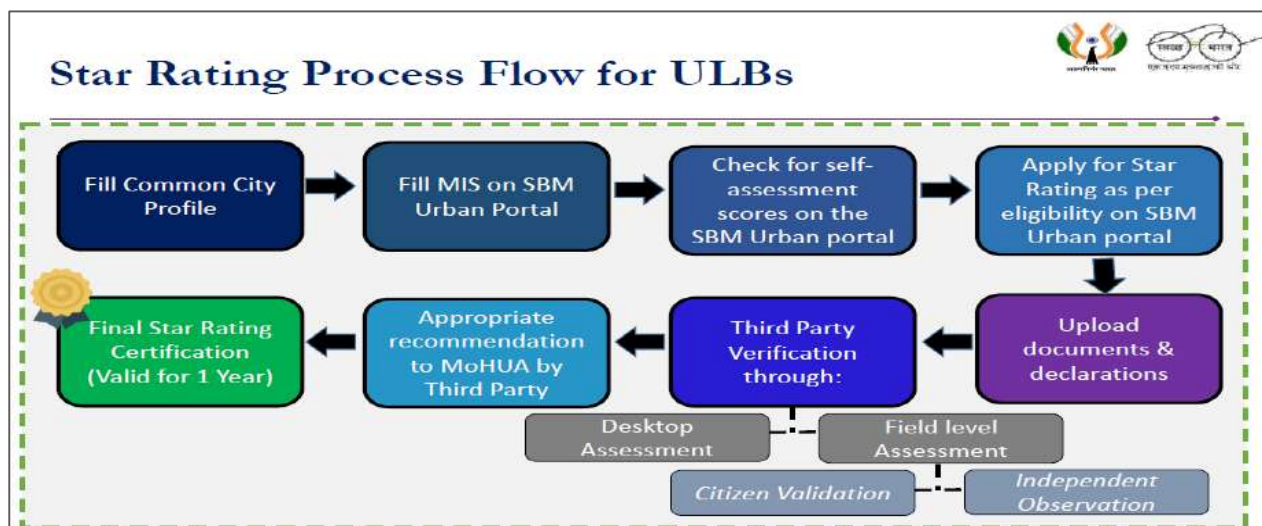 Star Rating Process Flow for ULBs
Fill Common City
Profile
Fill MIS on SBM
Urban Portal
Check for self-
assessment
scores on the
SBM Urban portal
Apply for Star
Rating as per
eligibility on SBM
Urban portal
Upload
documents &
declarations
Third Party
Verification
through:
Desktop
Assessment
Field level
Assessment
Citizen Validation
Independent
Observation
Appropriate
recommendation
to MoHUA by
Third Party
Final Star Rating
Certification
(Valid for 1 Year)